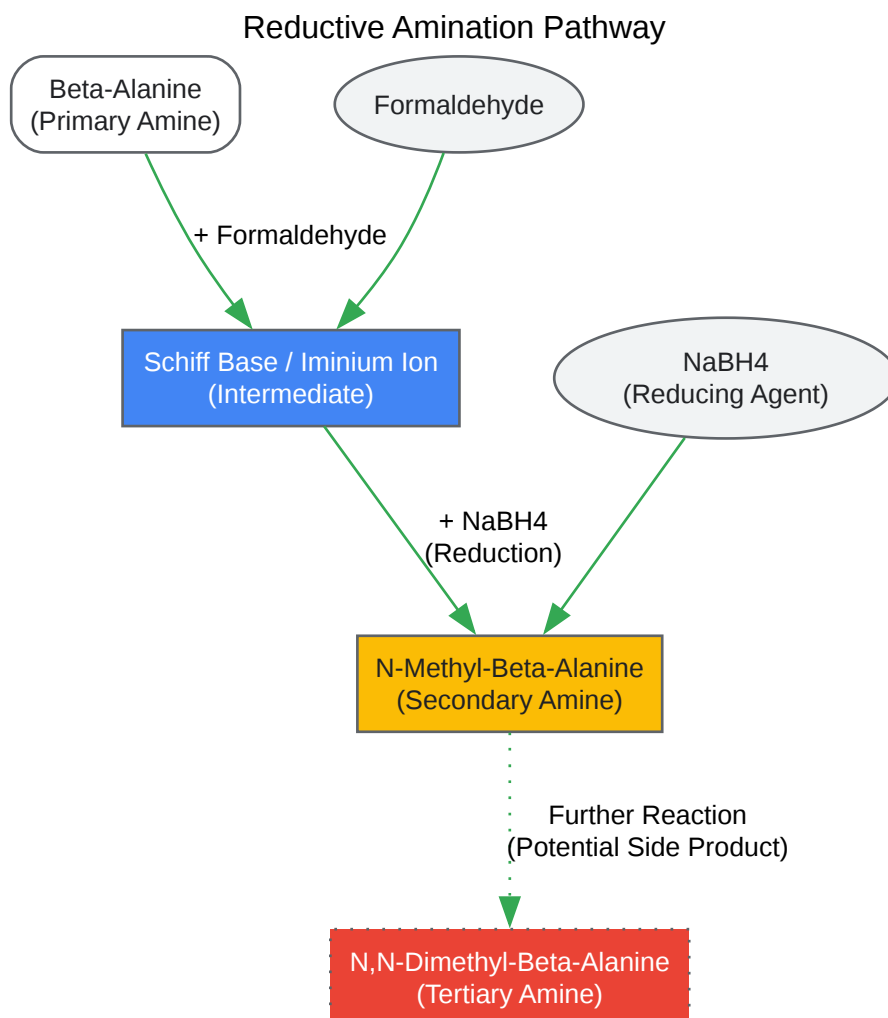 Reductive Amination Pathway
Beta-Alanine
(Primary Amine)
Formaldehyde
+ Formaldehyde
Schiff Base / Iminium Ion
(Intermediate)
NaBH4
(Reducing Agent)
+ NaBH4
(Reduction)
N-Methyl-Beta-Alanine
(Secondary Amine)
Further Reaction
(Potential Side Product)
N,N-Dimethyl-Beta-Alanine
(Tertiary Amine)